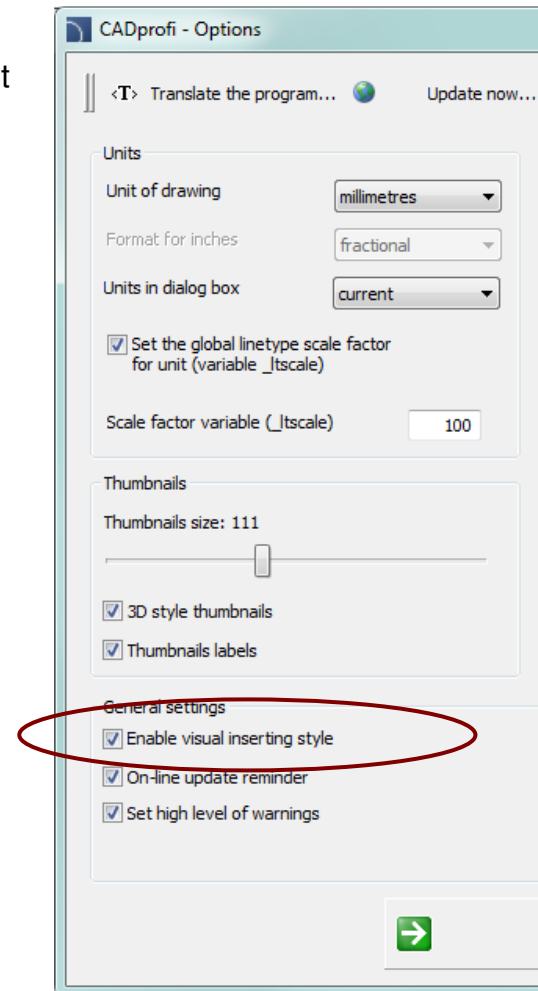 CADprofi - Options
t
<T> Translate the program... Update now...
Units
Unit of drawing millimetres
Format for inches fractional
Units in dialog box current
Set the global linetype scale factor
for unit (variable _ltscale)
Scale factor variable (_ltscale) 100
Thumbnails
Thumbnails size: 111
3D style thumbnails
Thumbnails labels
General settings
Enable visual inserting style
On-line update reminder
Set high level of warnings